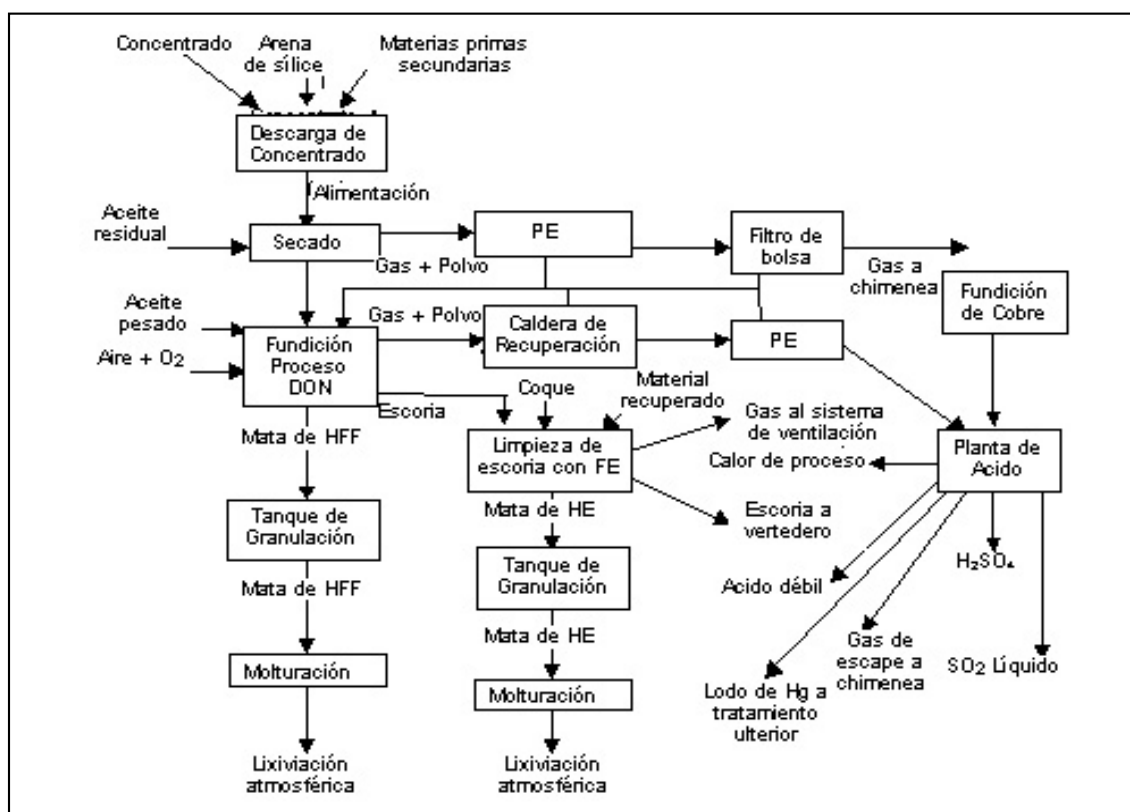 Concentrado
Arena
de sílice
Materias primas
secundarias
Descarga de
Concentrado
Alimentación
Aceite
residual
Secado
PE
Filtro de
bolsa
Gas + Polvo
Gas a
chimenea
Fundición
de Cobre
Aceite
pesado
Aire + O₂
Gas + Polvo
Fundición
Proceso
DON
Caldera de
Recuperación
PE
Escoria
Coque
Material
recuperado
Mata de HFF
Limpieza de
escoria con FE
Gas al sistema
de ventilación
Calor de proceso
Planta de
Acido
Escoria a
vertedero
Mata de HE
Tanque de
Granulación
Tanque de
Granulación
Acido débil
H₂SO₄
Mata de HFF
Mata de HE
Gas de
escape a
chimenea
SO₂ Líquido
Molturación
Molturación
Lodo de Hg a
tratamiento
ulterior
Lixiviación
atmosférica
Lixiviación
atmosférica